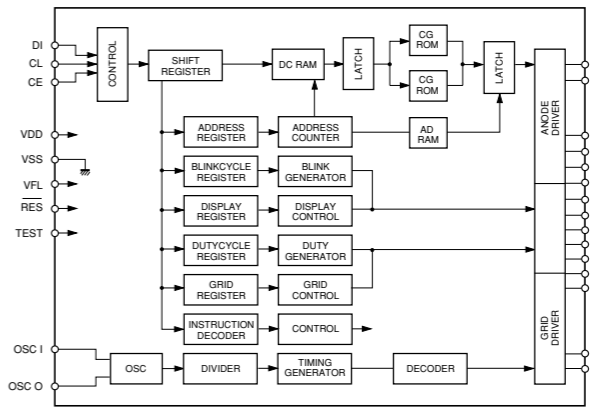 DI
CL
CE
CONTROL
SHIFT
REGISTER
DC RAM
LATCH
CG
ROM
CG
ROM
LATCH
ANODE
DRIVER
VDD
VSS
VFL
RES
TEST
ADDRESS
REGISTER
ADDRESS
COUNTER
AD
RAM
BLINKCYCLE
REGISTER
BLINK
GENERATOR
DISPLAY
REGISTER
DISPLAY
CONTROL
DUTYCYCLE
REGISTER
DUTY
GENERATOR
GRID
REGISTER
GRID
CONTROL
INSTRUCTION
DECODER
CONTROL
GRID
DRIVER
OSC I
OSC O
OSC
DIVIDER
TIMING
GENERATOR
DECODER